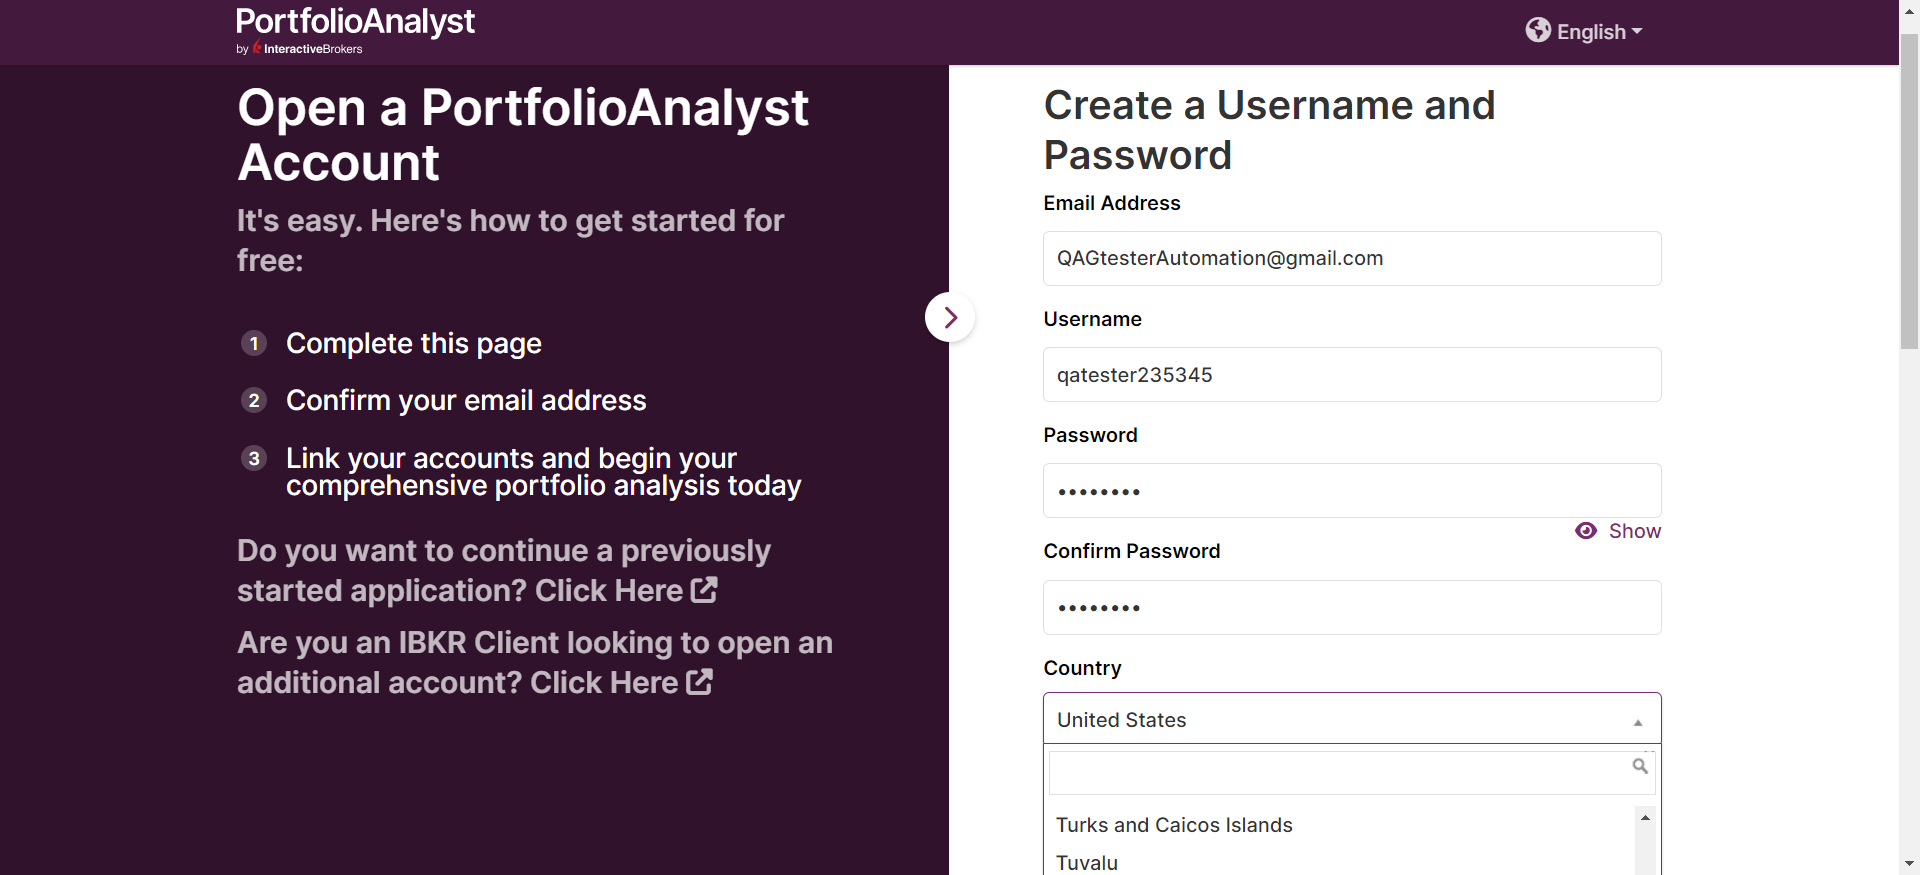 PortfolioAnalyst
by InteractiveBrokers
English
Open a PortfolioAnalyst
Account
It's easy. Here's how to get started for
free:
1 Complete this page
2 Confirm your email address
3 Link your accounts and begin your
comprehensive portfolio analysis today
Do you want to continue a previously
started application? Click Here
Are you an IBKR Client looking to open an
additional account? Click Here
Create a Username and
Password
Email Address
QAGtesterAutomation@gmail.com
Username
qatester235345
Password
••••••••
Show
Confirm Password
••••••••
Country
United States
Turks and Caicos Islands
Tuvalu